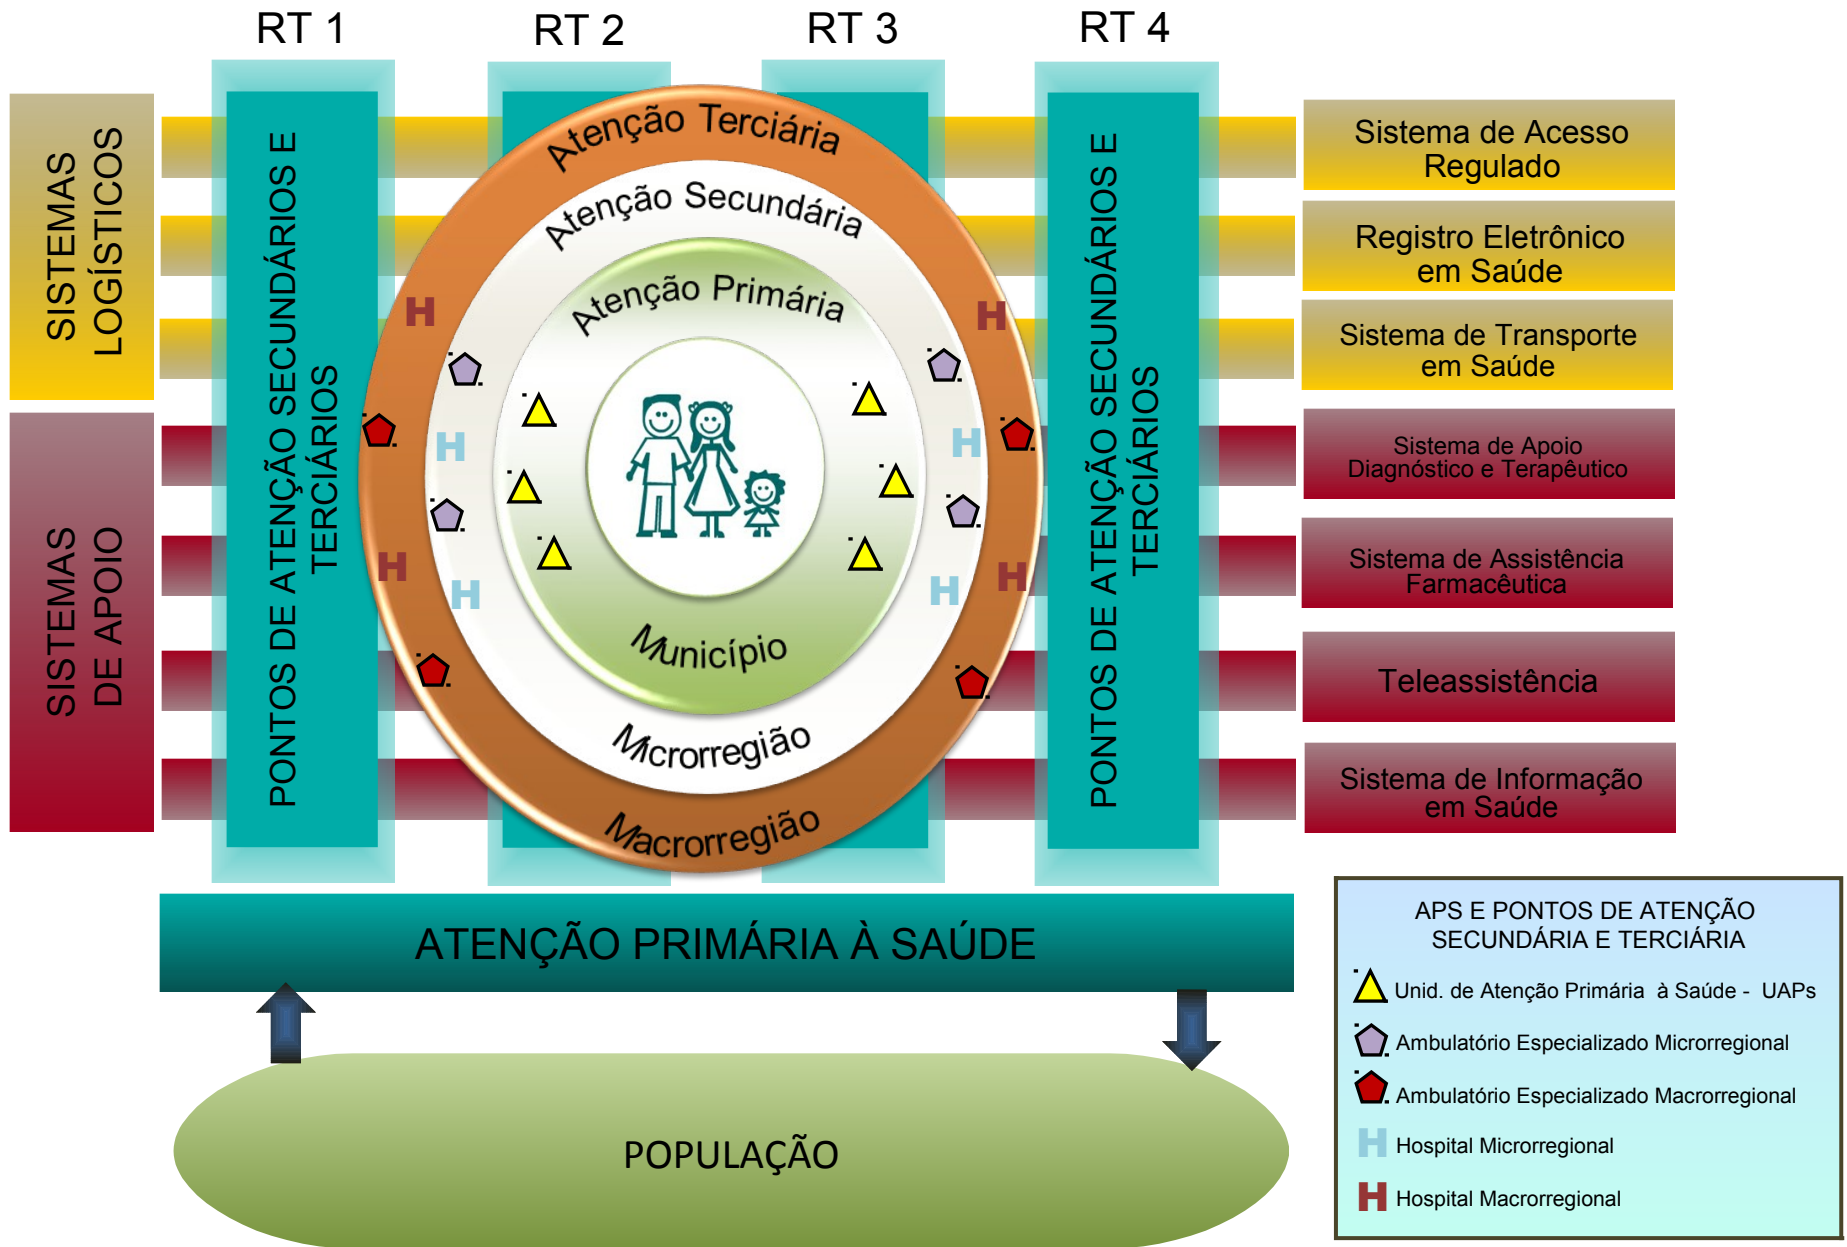 RT 1
RT 2
RT 3
RT 4
SISTEMAS
LOGÍSTICOS
SISTEMAS
DE APOIO
PONTOS DE ATENÇÃO SECUNDÁRIOS E
TERCIÁRIOS
Atenção Terciária
Atenção Secundária
Atenção Primária
H
H
H
H
H
H
H
H
Município
Microrregião
Macrorregião
PONTOS DE ATENÇÃO SECUNDÁRIOS E
TERCIÁRIOS
Sistema de Acesso
Regulado
Registro Eletrônico
em Saúde
Sistema de Transporte
em Saúde
Sistema de Apoio
Diagnóstico e Terapêutico
Sistema de Assistência
Farmacêutica
Teleassistência
Sistema de Informação
em Saúde
ATENÇÃO PRIMÁRIA À SAÚDE
POPULAÇÃO
APS E PONTOS DE ATENÇÃO
SECUNDÁRIA E TERCIÁRIA
Unid. de Atenção Primária à Saúde - UAPs
Ambulatório Especializado Microrregional
Ambulatório Especializado Macrorregional
H Hospital Microrregional
H Hospital Macrorregional